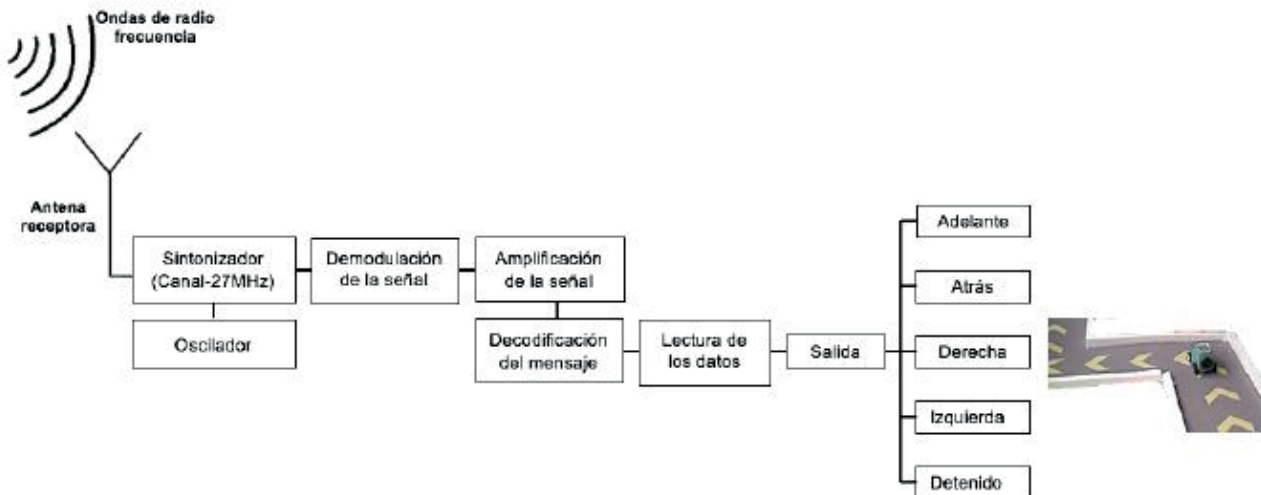 Ondas de radio
frecuencia
Antena
receptora
Sintonizador
(Canal-27MHz)
Oscilador
Demodulación
de la señal
Amplificación
de la señal
Decodificación
del mensaje
Lectura de
los datos
Salida
Adelante
Atrás
Derecha
Izquierda
Detenido